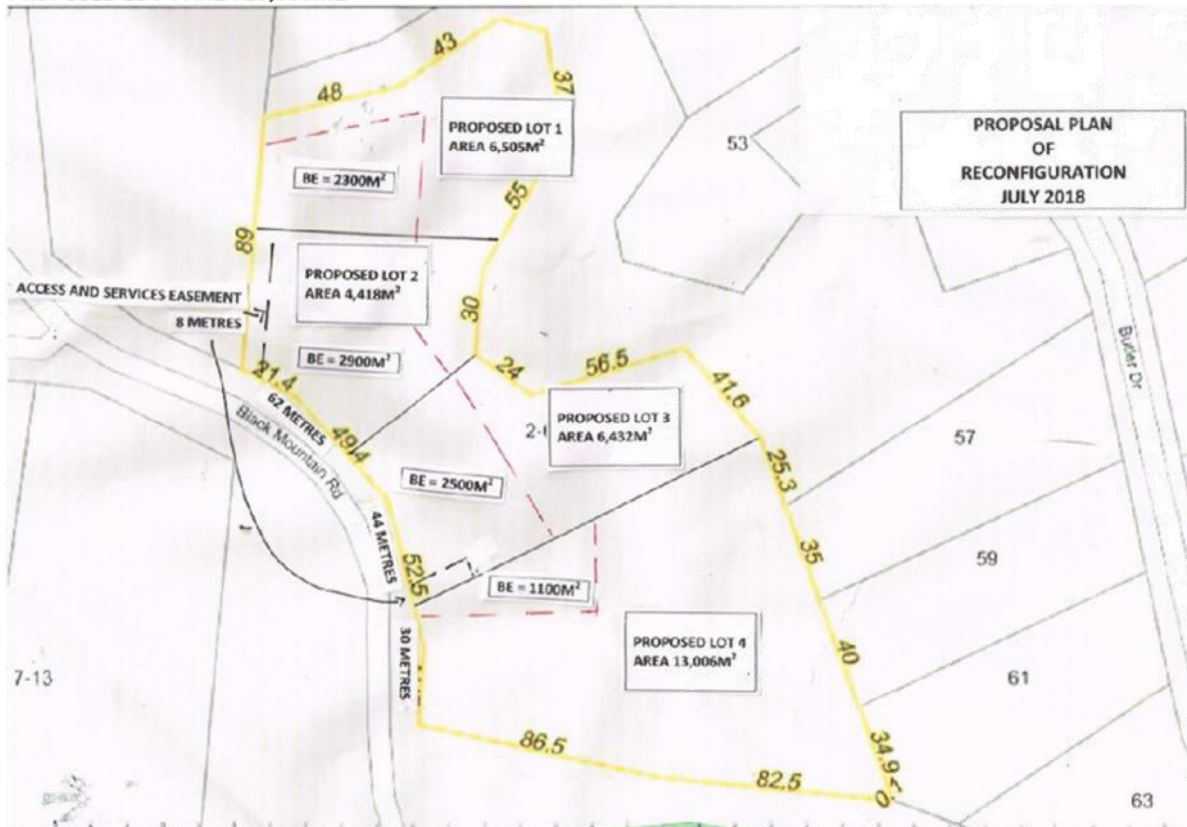 48
43
37
PROPOSED LOT 1
AREA 6,505M²
BE = 2300M²
55
53
PROPOSAL PLAN
OF
RECONFIGURATION
JULY 2018
89
PROPOSED LOT 2
AREA 4,418M²
ACCESS AND SERVICES EASEMENT
8 METRES
30
BE = 2900M²
21.4
62 METRES
49.4
Black Mountain Rd
24
56.5
41.6
Butler Dr
PROPOSED LOT 3
AREA 6,432M²
57
25.3
BE = 2500M²
44 METRES
52.5
35
59
BE = 1100M²
30 METRES
PROPOSED LOT 4
AREA 13,006M²
40
61
7-13
86.5
82.5
34.9
63